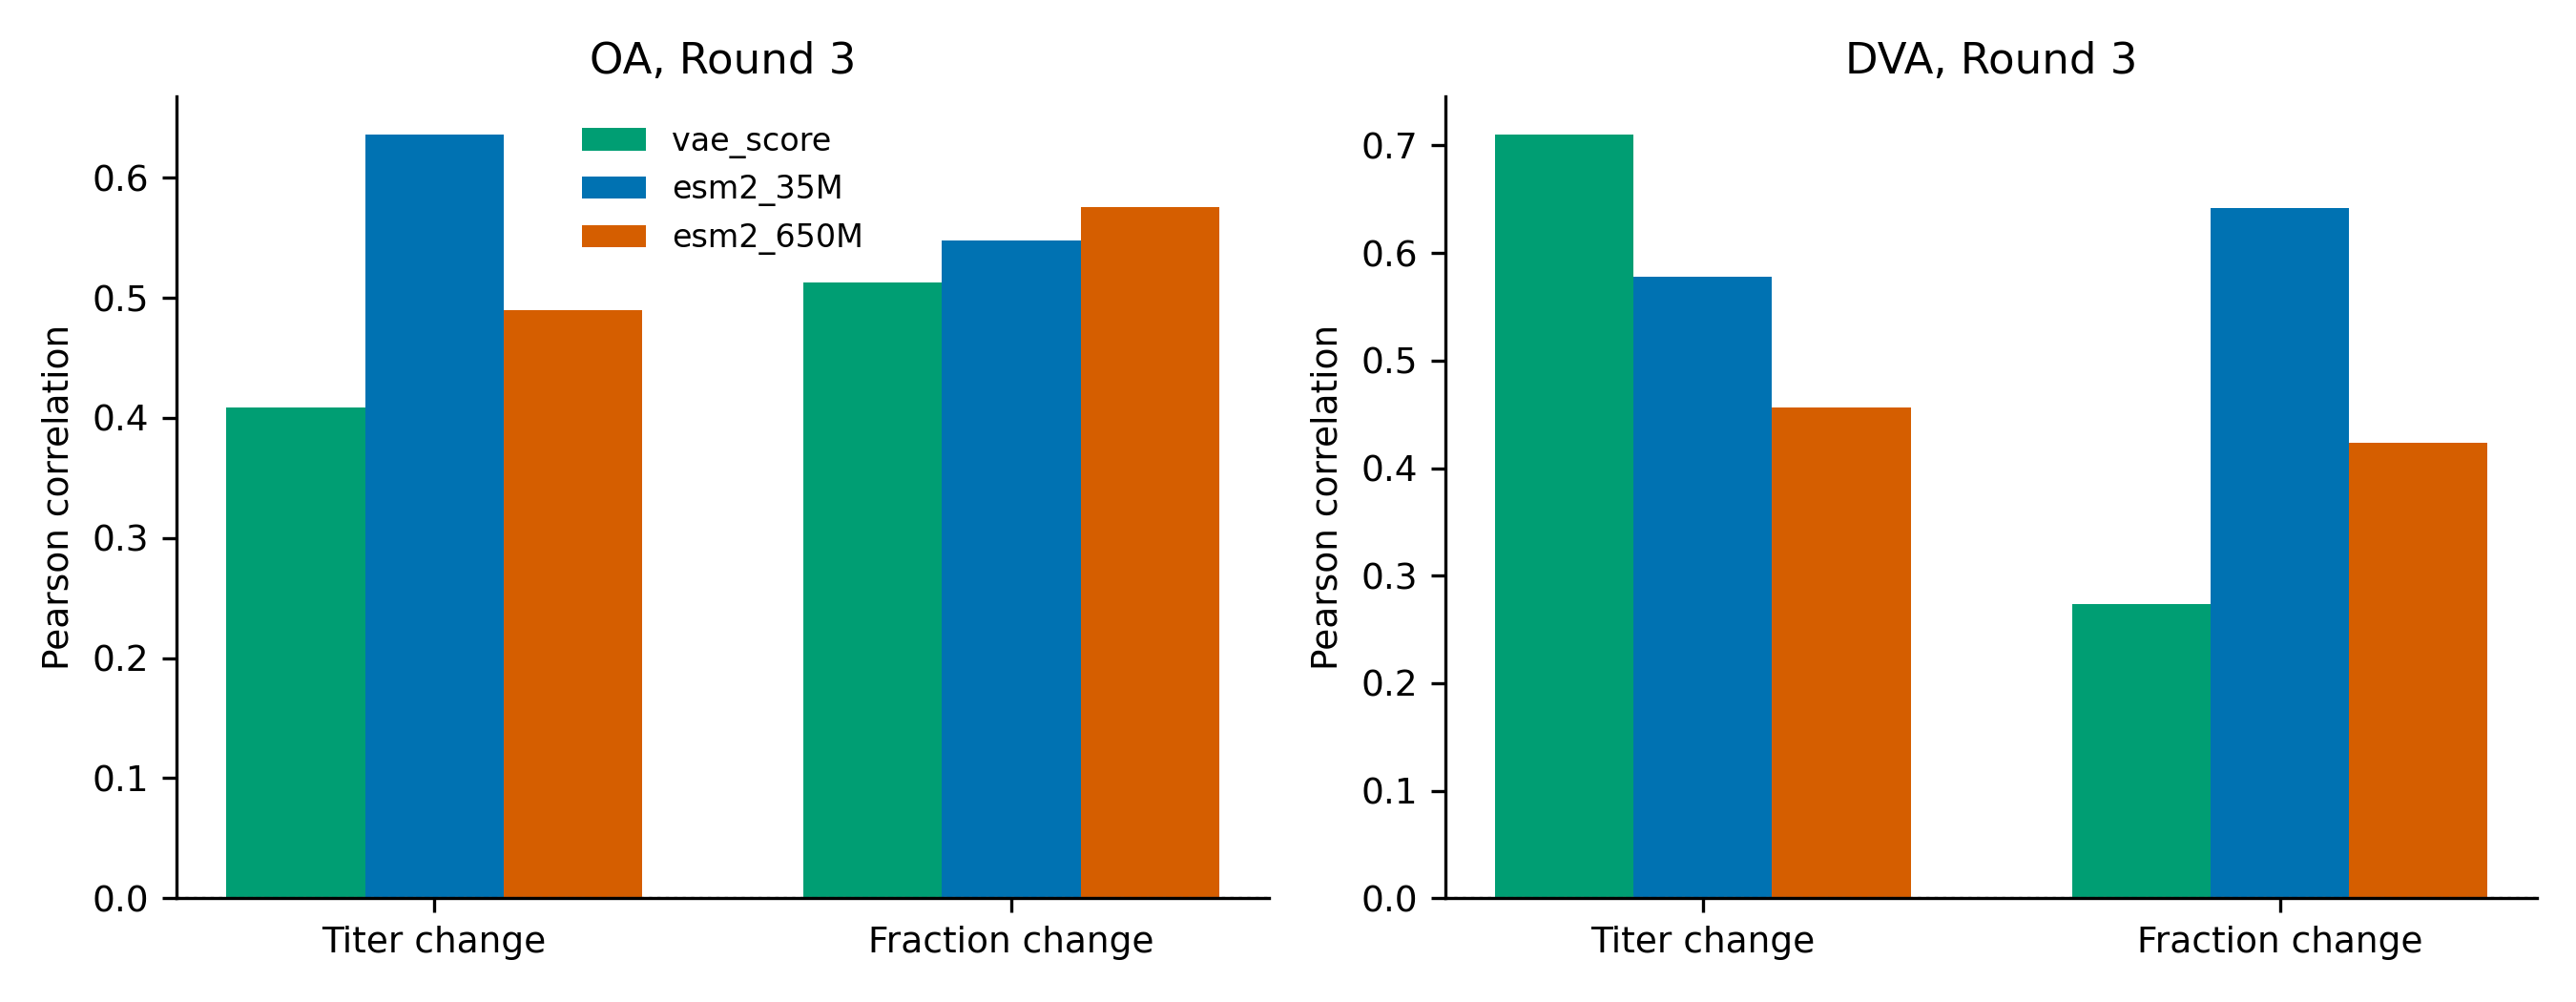 OA, Round 3
vae_score
esm2_35M
esm2_650M
Pearson correlation
0.6
0.5
0.4
0.3
0.2
0.1
0.0
Titer change
Fraction change
DVA, Round 3
Pearson correlation
0.7
0.6
0.5
0.4
0.3
0.2
0.1
0.0
Titer change
Fraction change